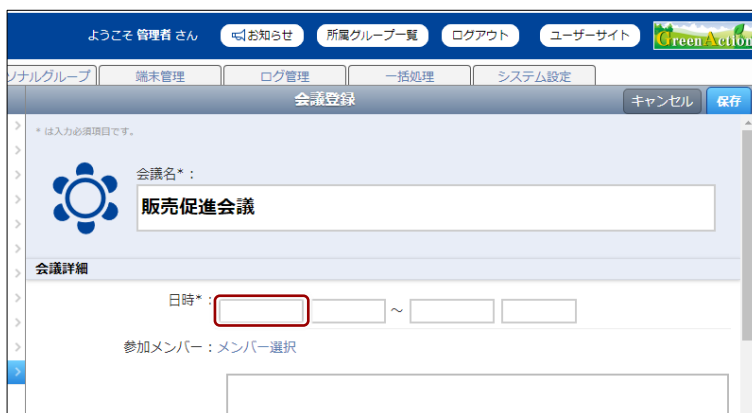 ようこそ 管理者 さん
お知らせ
所属グループ一覧
ログアウト
ユーザーサイト
GreenAction
ソナルグループ
端末管理
ログ管理
一括処理
システム設定
会議登録
キャンセル
保存
* は入力必須項目です。
会議名*：
販売促進会議
会議詳細
日時*：
～
参加メンバー：メンバー選択